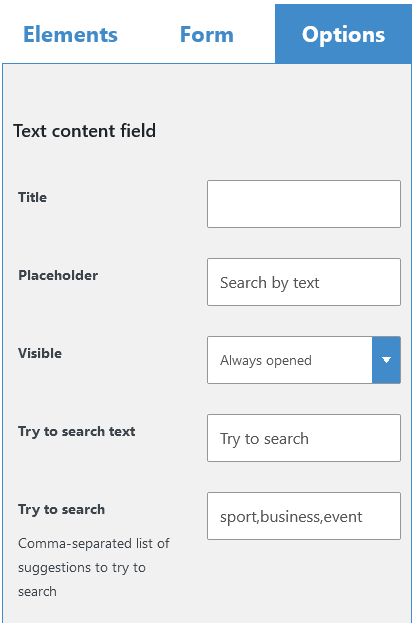 Elements Form Options
Text content field
Title
Placeholder Search by text
Visible Always opened
Try to search text Try to search
Try to search sport,business,event
Comma-separated list of
suggestions to try to
search